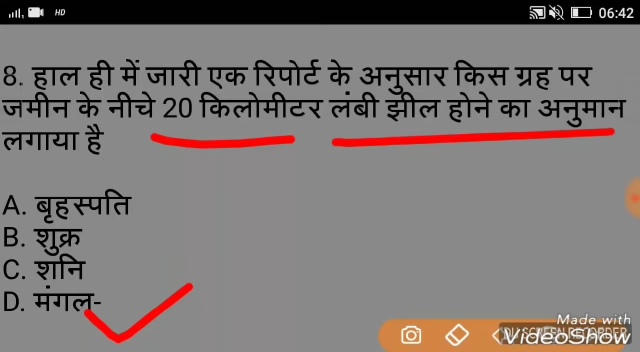 HD 06:42
8. हाल ही में जारी एक रिपोर्ट के अनुसार किस ग्रह पर
जमीन के नीचे 20 किलोमीटर लंबी झील होने का अनुमान
लगाया है
A. बृहस्पति
B. शुक्र
C. शनि
D. मंगल-
Made with
VideoShow